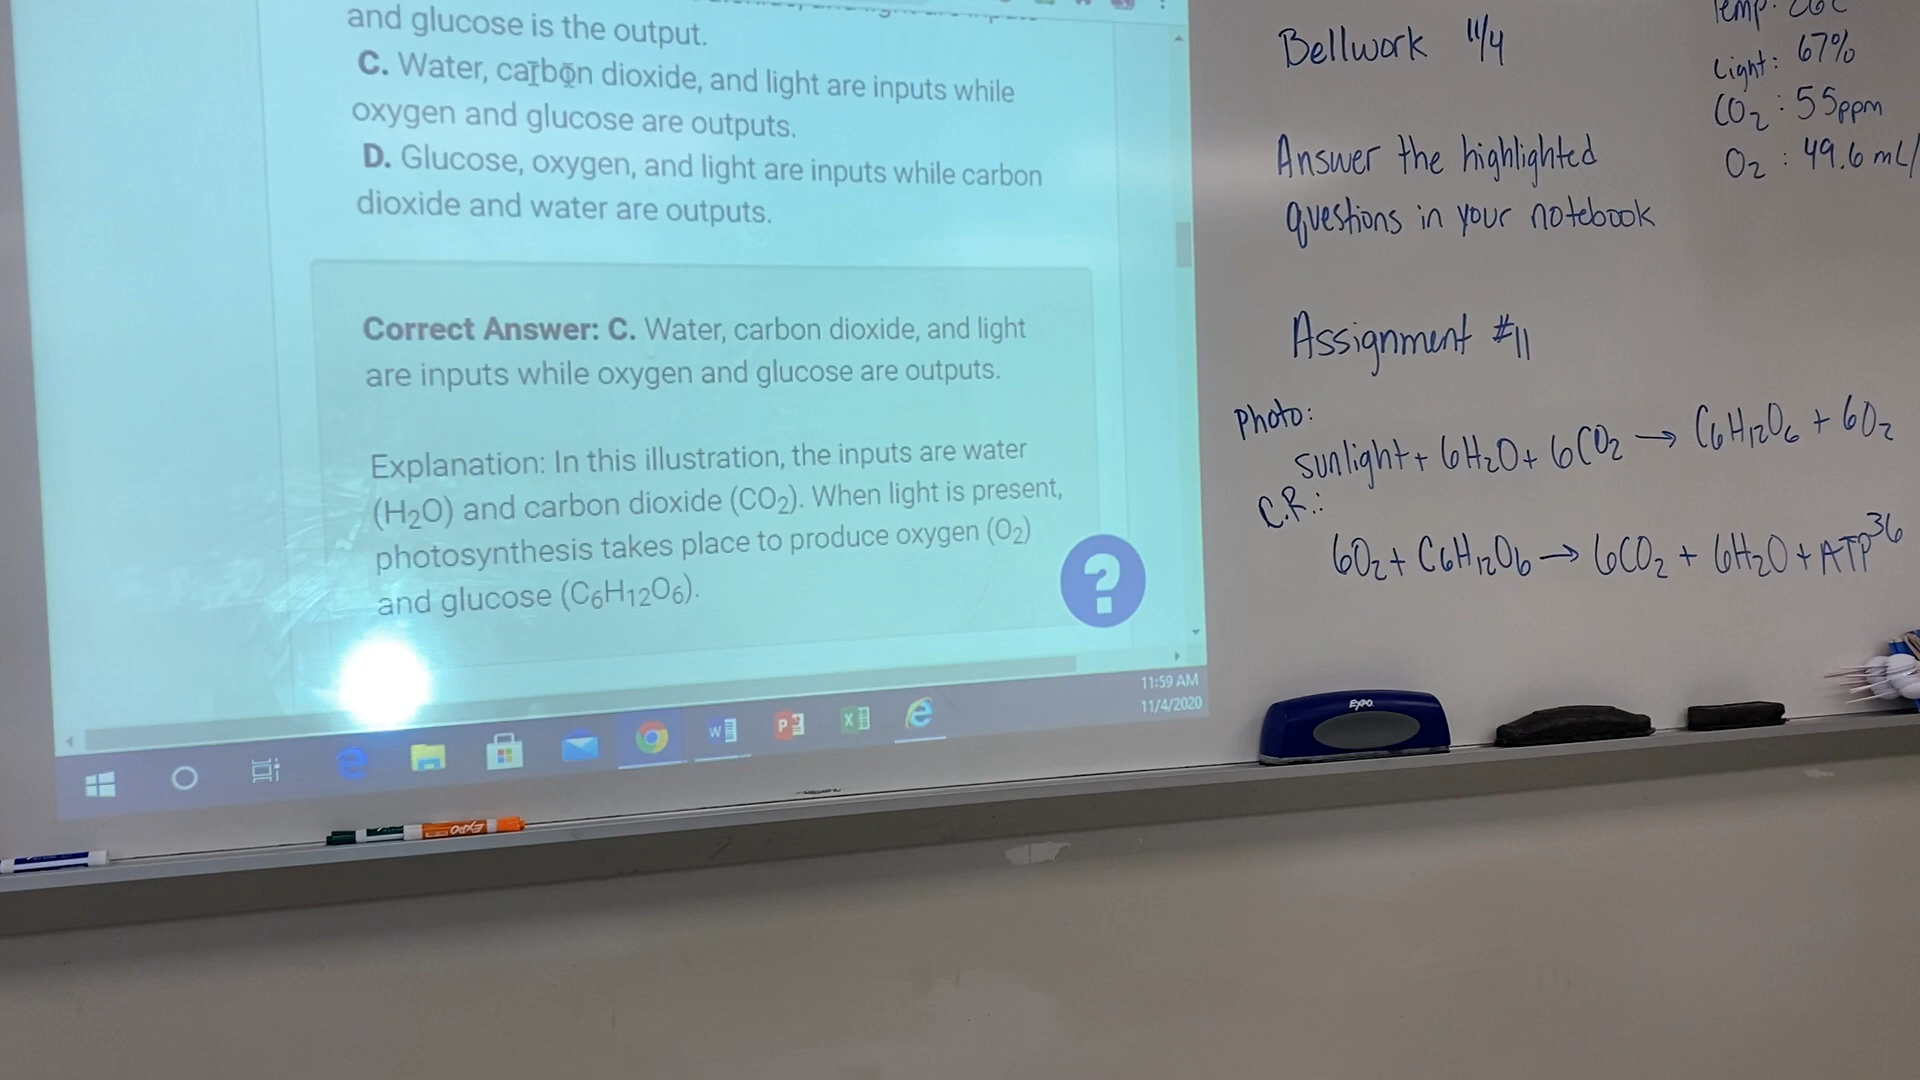 and glucose is the output.
C. Water, carbon dioxide, and light are inputs while
oxygen and glucose are outputs.
D. Glucose, oxygen, and light are inputs while carbon
dioxide and water are outputs.
Correct Answer: C. Water, carbon dioxide, and light
are inputs while oxygen and glucose are outputs.
Explanation: In this illustration, the inputs are water
(H2O) and carbon dioxide (CO2). When light is present,
photosynthesis takes place to produce oxygen (O2)
and glucose (C6H12O6).
?
11:59 AM
11/4/2020
Bellwork 11/4
Answer the highlighted
questions in your notebook
Assignment #11
Temp:
Light: 67%
CO2: 55ppm
O2: 49.6 mL/
Photo:
sunlight + 6H2O + 6CO2 → C6H12O6 + 6O2
C.R.:
6O2 + C6H12O6 → 6CO2 + 6H2O + ATP36
EXPO
EXPO